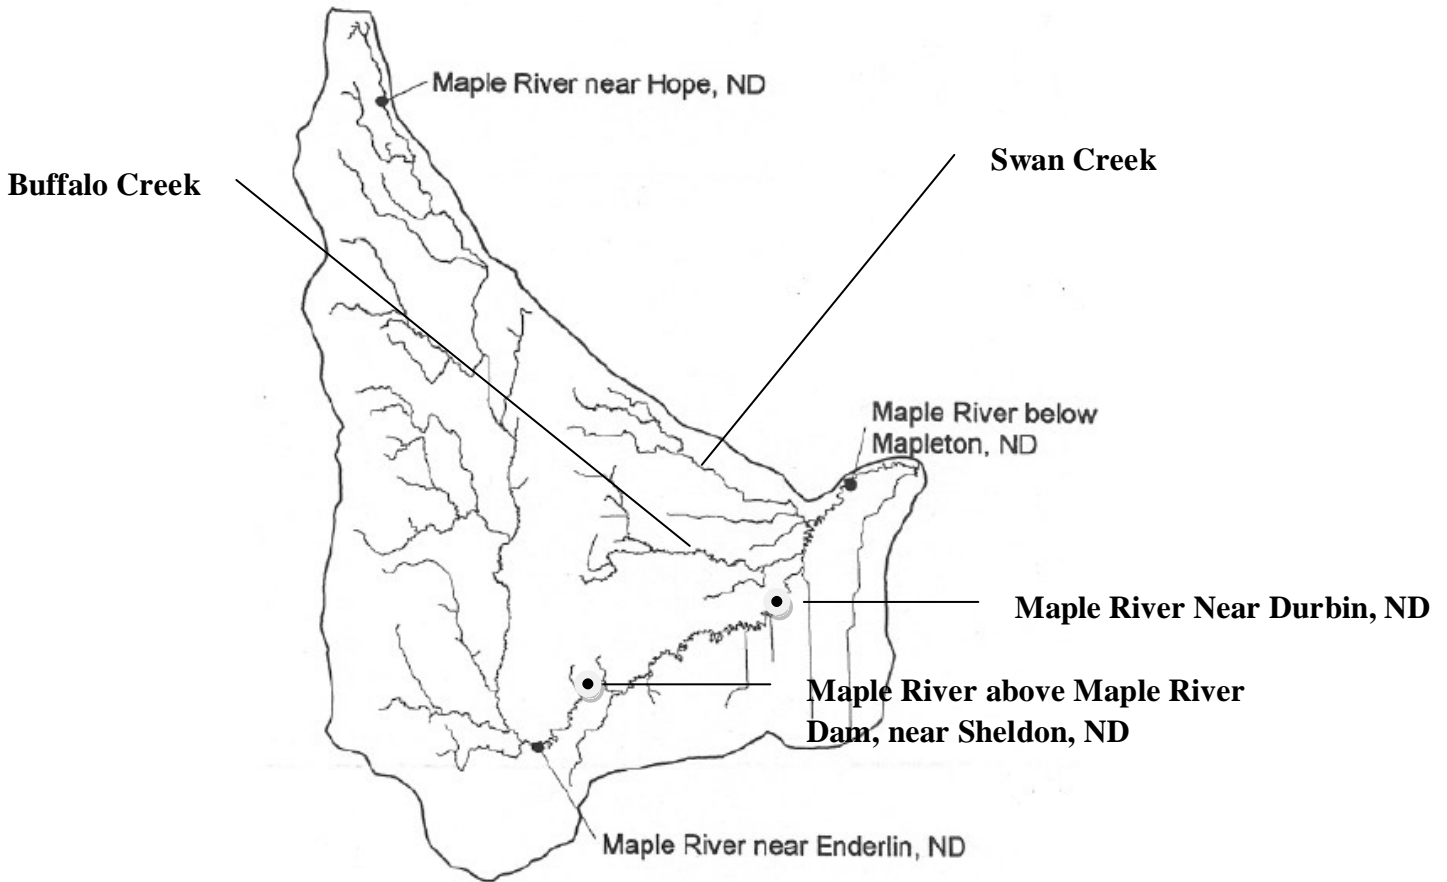 Maple River near Hope, ND
Swan Creek
Buffalo Creek
Maple River below
Mapleton, ND
Maple River Near Durbin, ND
Maple River above Maple River
Dam, near Sheldon, ND
Maple River near Enderlin, ND